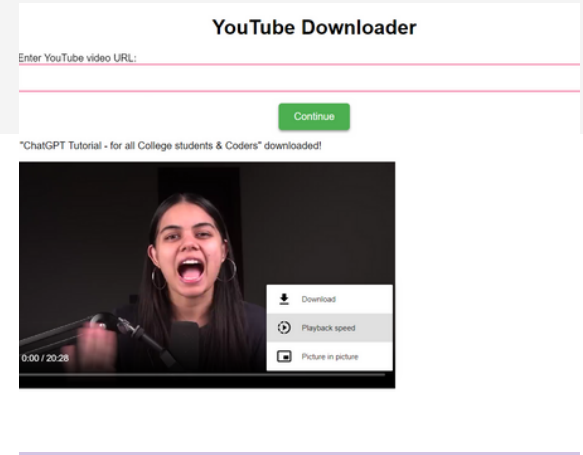 YouTube Downloader
Enter YouTube video URL:
Continue
"ChatGPT Tutorial - for all College students & Coders" downloaded!
Download
Playback speed
Picture in picture
0:00 / 20:28